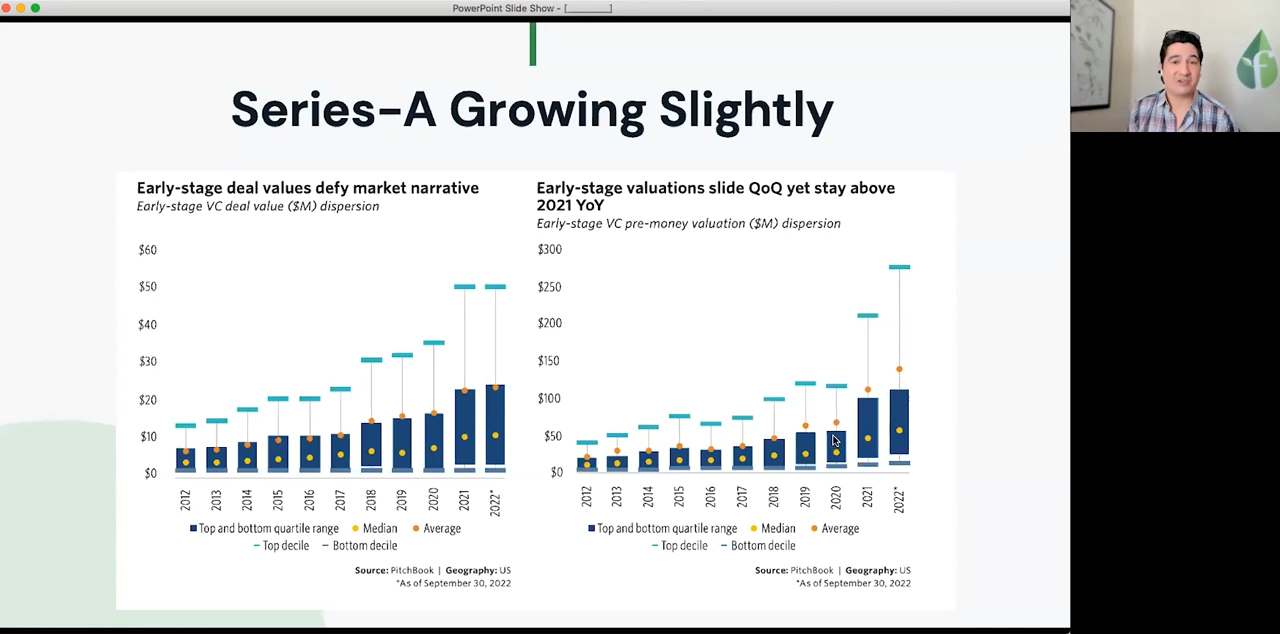 PowerPoint Slide Show - [_______]
Series-A Growing Slightly
Early-stage deal values defy market narrative
Early-stage VC deal value ($M) dispersion
$60
$50
$40
$30
$20
$10
$0
2012 2013 2014 2015 2016 2017 2018 2019 2020 2021 2022*
Top and bottom quartile range Median Average
Top decile Bottom decile
Source: PitchBook | Geography: US
*As of September 30, 2022
Early-stage valuations slide QoQ yet stay above
2021 YoY
Early-stage VC pre-money valuation ($M) dispersion
$300
$250
$200
$150
$100
$50
$0
2012 2013 2014 2015 2016 2017 2018 2019 2020 2021 2022*
Top and bottom quartile range Median Average
Top decile Bottom decile
Source: PitchBook | Geography: US
*As of September 30, 2022
f